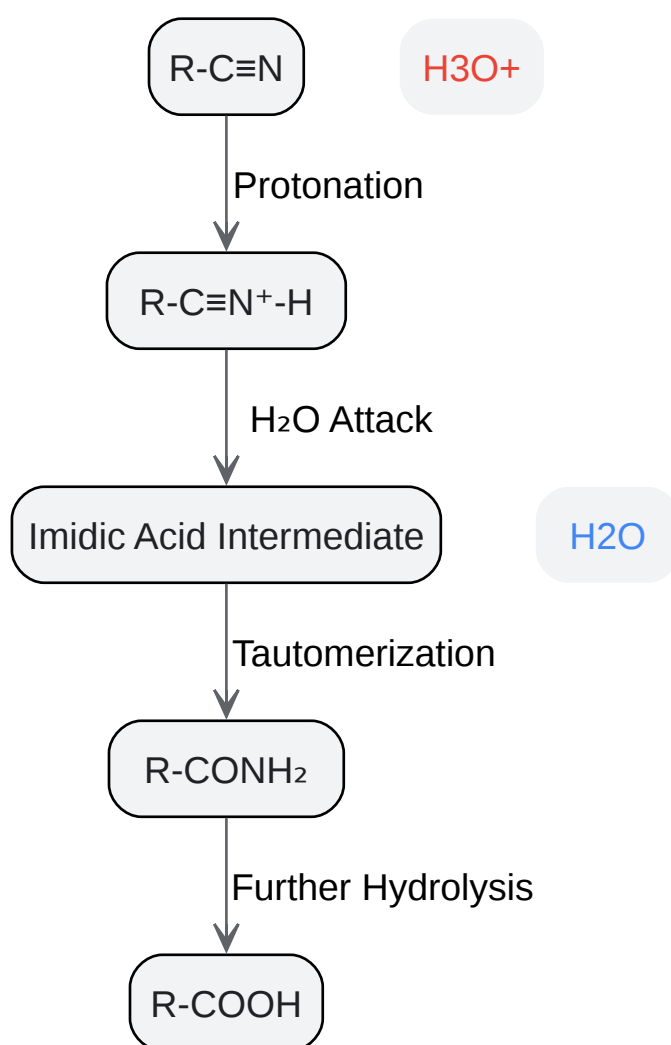 R-C≡N
H3O+
Protonation
R-C≡N⁺-H
H₂O Attack
Imidic Acid Intermediate
H2O
Tautomerization
R-CONH₂
Further Hydrolysis
R-COOH